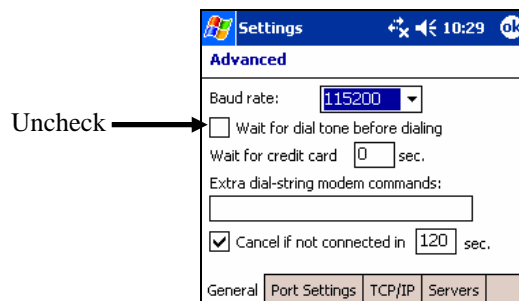 Settings 10:29 ok
Advanced
Baud rate: 115200
Uncheck
Wait for dial tone before dialing
Wait for credit card 0 sec.
Extra dial-string modem commands:
Cancel if not connected in 120 sec.
General Port Settings TCP/IP Servers